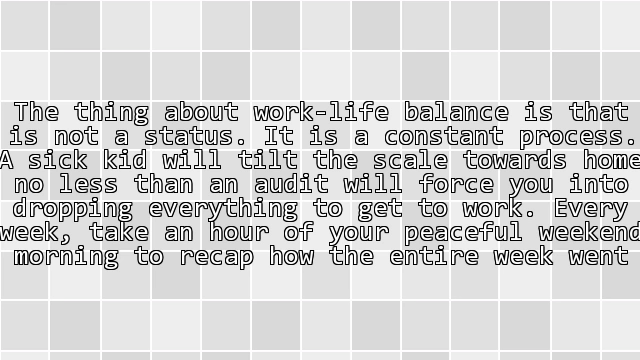 The thing about work-life balance is that
is not a status. It is a constant process.
A sick kid will tilt the scale towards home
no less than an audit will force you into
dropping everything to get to work. Every
week, take an hour of your peaceful weekend
morning to recap how the entire week went